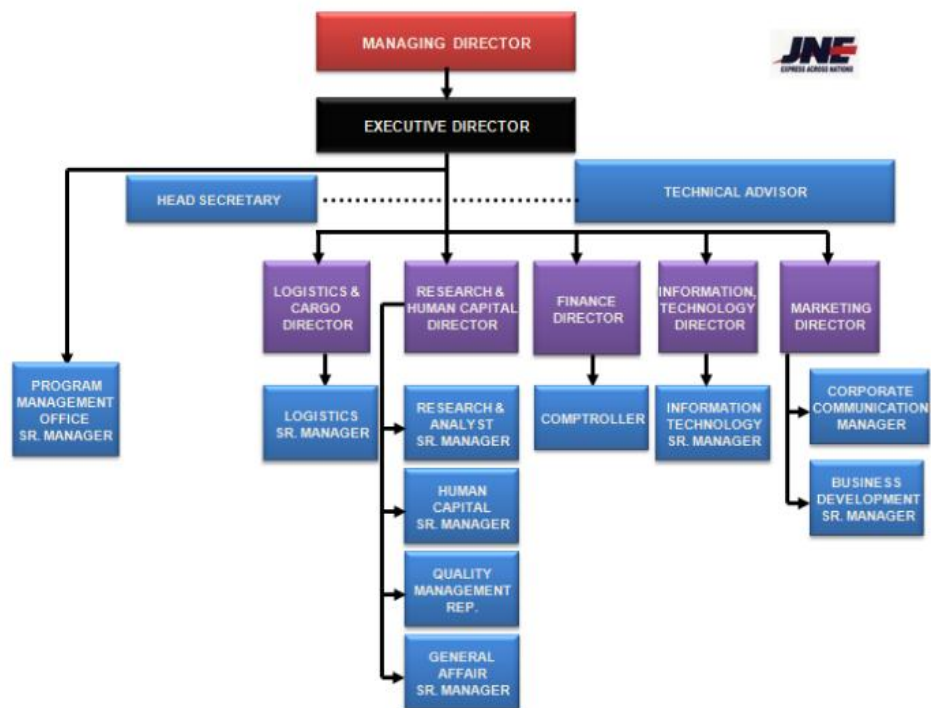 MANAGING DIRECTOR
JNE
EXPRESS ACROSS NATIONS
EXECUTIVE DIRECTOR
HEAD SECRETARY
TECHNICAL ADVISOR
LOGISTICS &
CARGO
DIRECTOR
RESEARCH &
HUMAN CAPITAL
DIRECTOR
FINANCE
DIRECTOR
INFORMATION,
TECHNOLOGY
DIRECTOR
MARKETING
DIRECTOR
PROGRAM
MANAGEMENT
OFFICE
SR. MANAGER
LOGISTICS
SR. MANAGER
RESEARCH &
ANALYST
SR. MANAGER
COMPTROLLER
INFORMATION
TECHNOLOGY
SR. MANAGER
CORPORATE
COMMUNICATION
MANAGER
HUMAN
CAPITAL
SR. MANAGER
BUSINESS
DEVELOPMENT
SR. MANAGER
QUALITY
MANAGEMENT
REP.
GENERAL
AFFAIR
SR. MANAGER